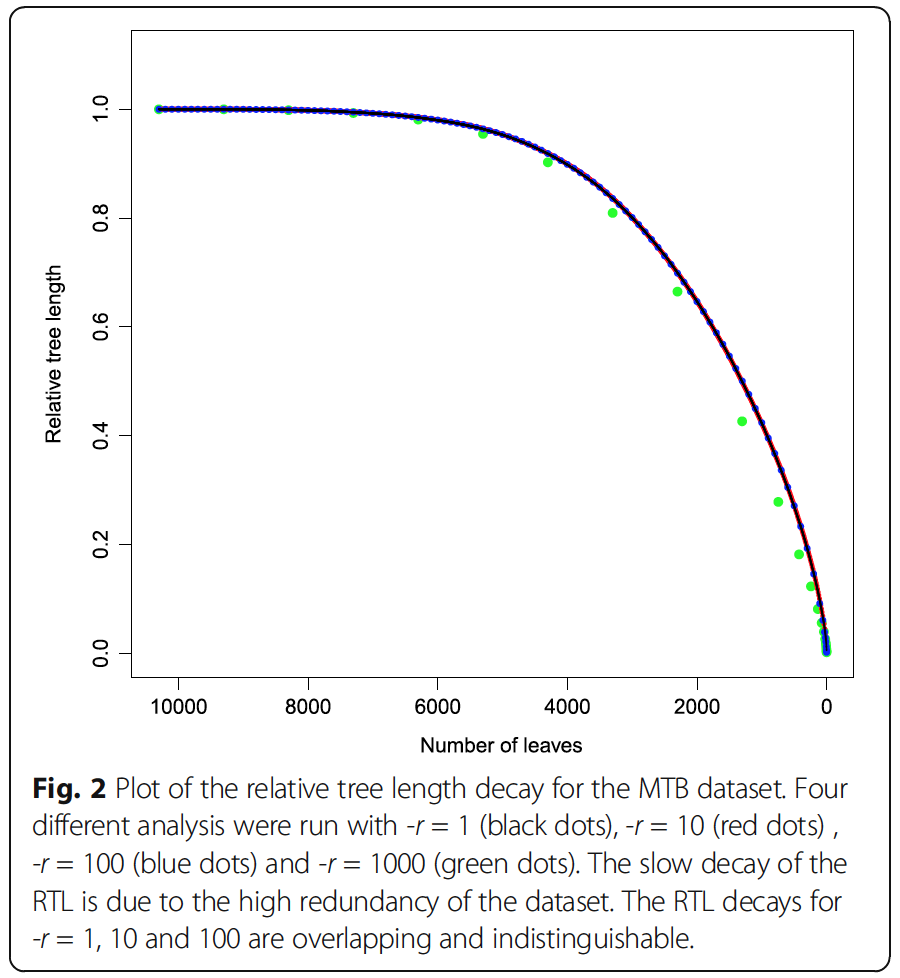 1.0
0.8
0.6
0.4
0.2
0.0
Relative tree length
10000 8000 6000 4000 2000 0
Number of leaves
Fig. 2 Plot of the relative tree length decay for the MTB dataset. Four
different analysis were run with -r = 1 (black dots), -r = 10 (red dots) ,
-r = 100 (blue dots) and -r = 1000 (green dots). The slow decay of the
RTL is due to the high redundancy of the dataset. The RTL decays for
-r = 1, 10 and 100 are overlapping and indistinguishable.